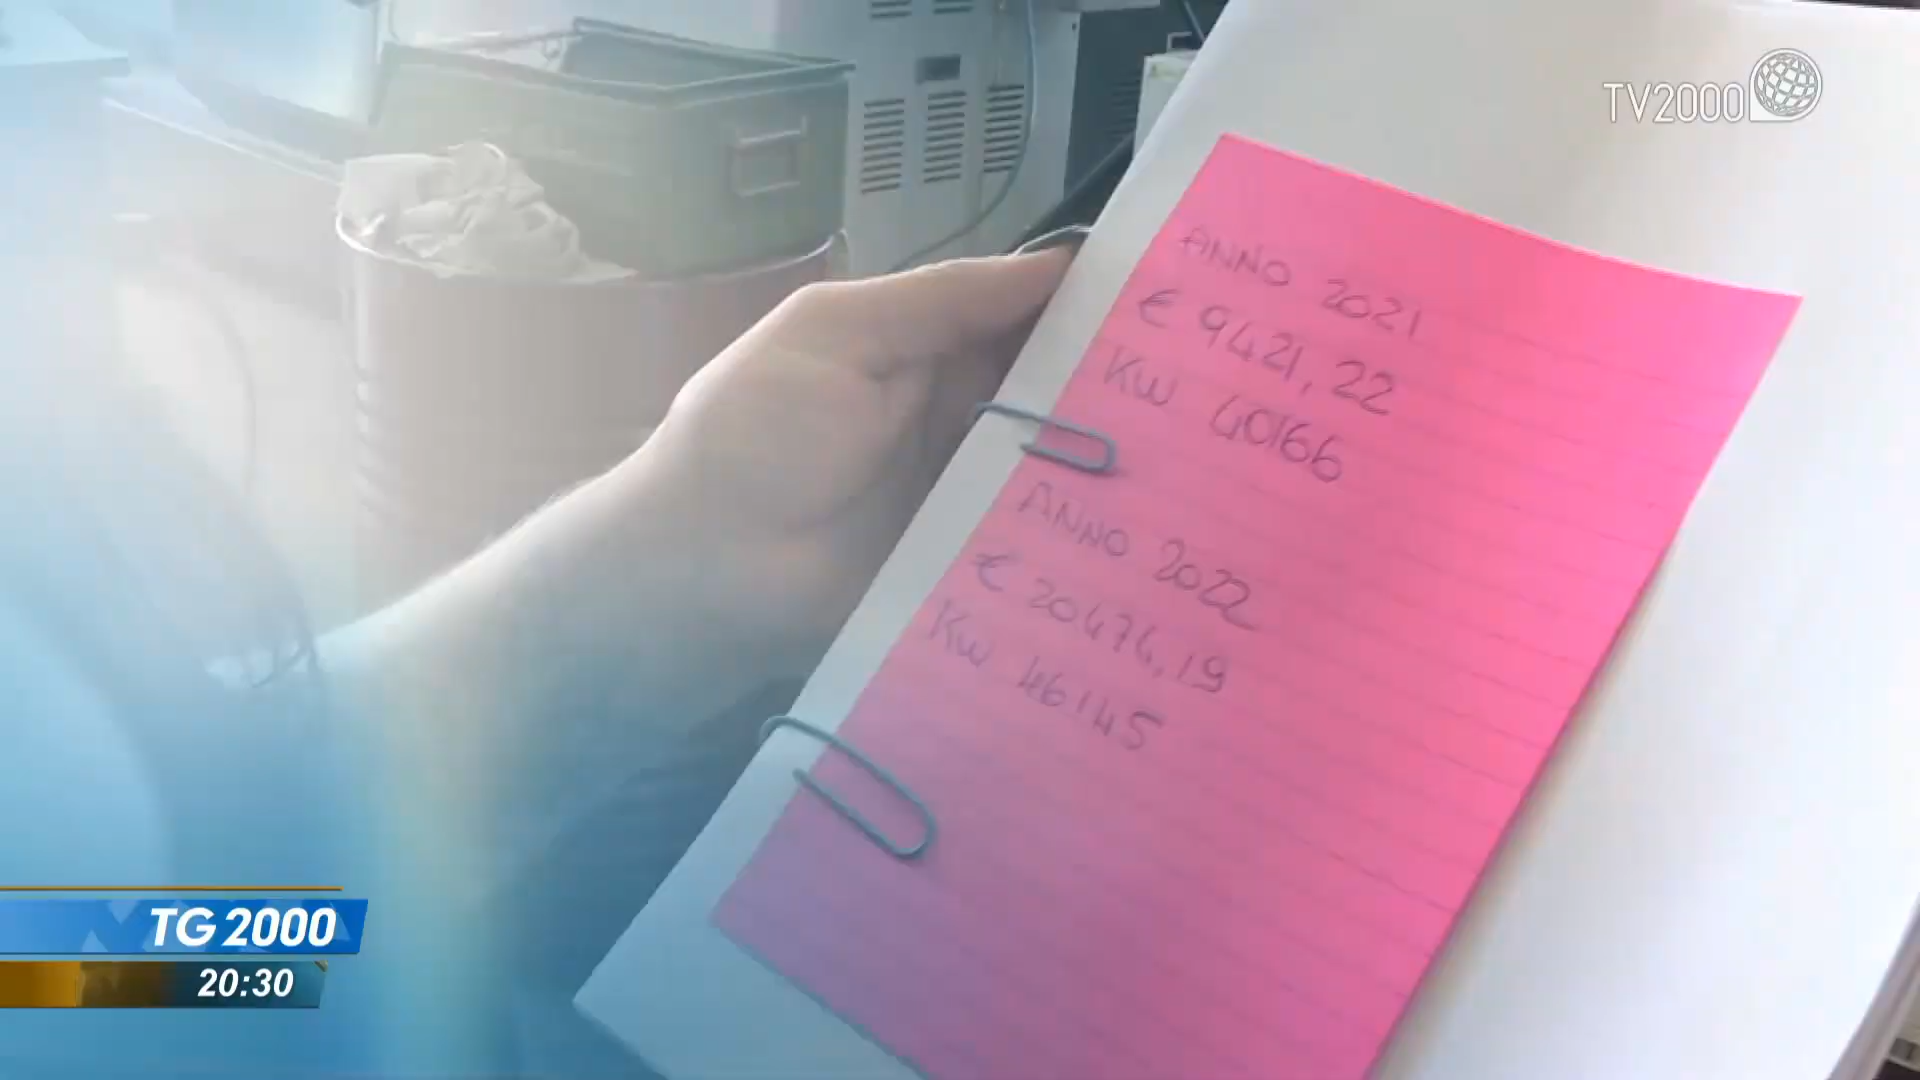 TV2000
ANNO 2021
€ 9421,22
KW 40166
ANNO 2022
€ 20474,19
KW 46145
TG 2000
20:30